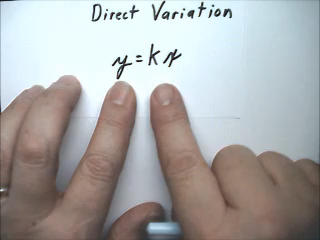 Direct Variation
y = kx